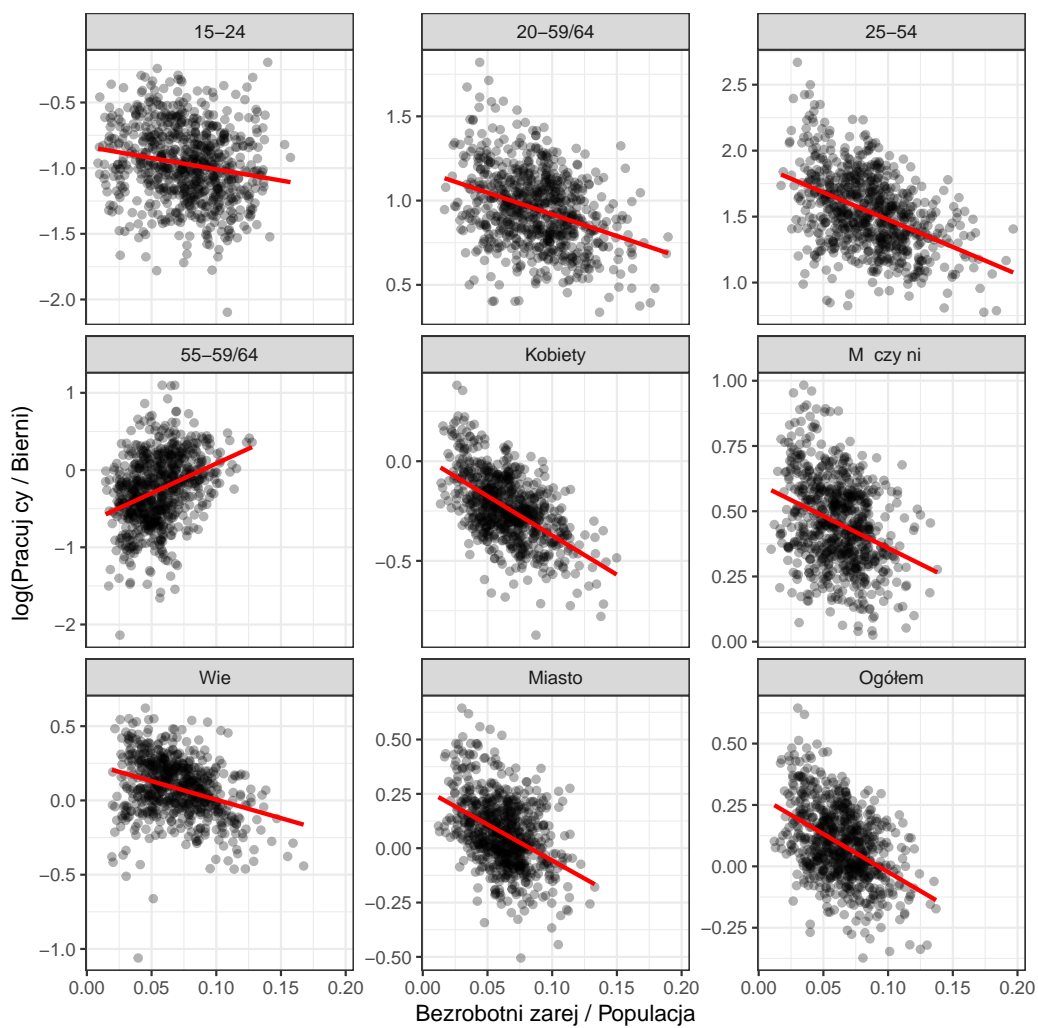 15−24 20−59/64 25−54
−0.5 1.5 2.5
−1.0 1.0 2.0
−1.5 0.5 1.5
−2.0 1.0
55−59/64 Kobiety M czy ni
1 0.0 1.00
0 −0.5 0.75
−1 0.50
−2 0.25
0.00
Wie Miasto Ogółem
0.5 0.50 0.50
0.0 0.25 0.25
−0.5 0.00 0.00
−1.0 −0.25 −0.25
−0.50
0.00 0.05 0.10 0.15 0.20 0.00 0.05 0.10 0.15 0.20 0.00 0.05 0.10 0.15 0.20
Bezrobotni zarej / Populacja
log(Pracuj cy / Bierni)